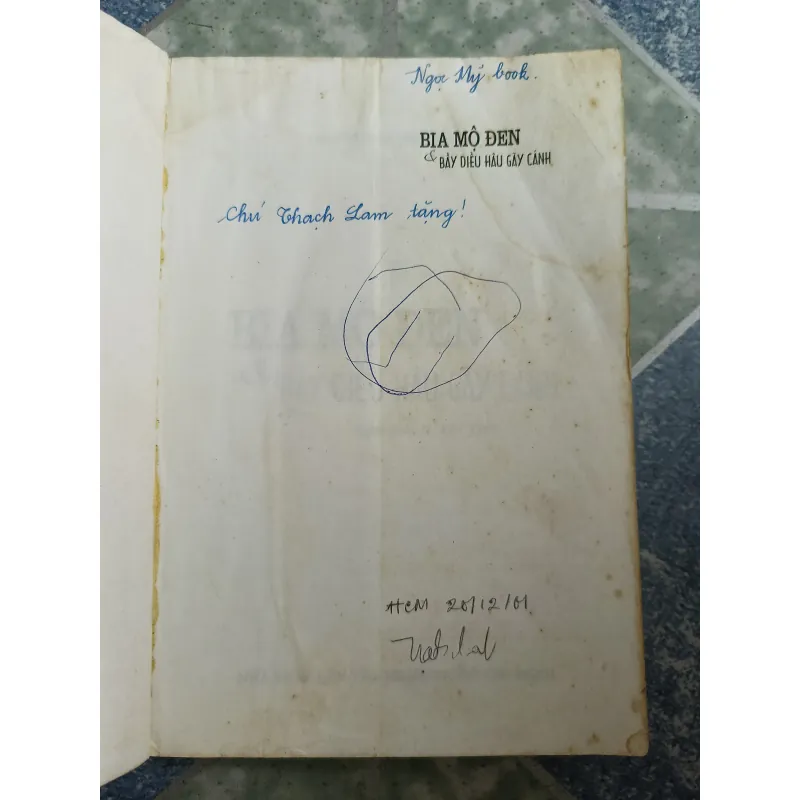 Ngọc Mỹ book.
BIA MỘ ĐEN
& BẦY DIỀU HÂU GÃY CÁNH
Chú Thạch Lam tặng!
HCM 20/12/01